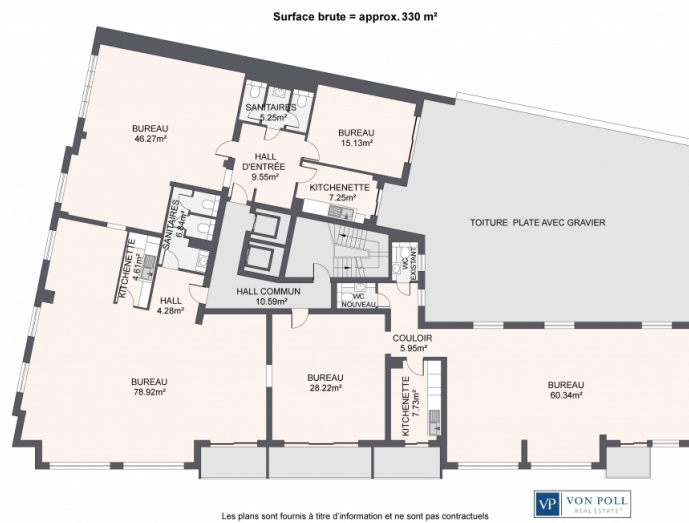 Surface brute = approx. 330 m²
SANITAIRES
5.25m²
BUREAU
46.27m²
BUREAU
15.13m²
HALL
D'ENTRÉE
9.55m²
KITCHENETTE
7.25m²
TOITURE PLATE AVEC GRAVIER
SANITAIRES
6.84m²
KITCHENETTE
4.61m²
WC
EXISTANT
HALL
4.28m²
HALL COMMUN
10.59m²
WC
NOUVEAU
COULOIR
5.95m²
BUREAU
78.92m²
BUREAU
28.22m²
KITCHENETTE
7.73m²
BUREAU
60.34m²
VP
VON POLL
REAL ESTATE
Les plans sont fournis à titre d'information et ne sont pas contractuels